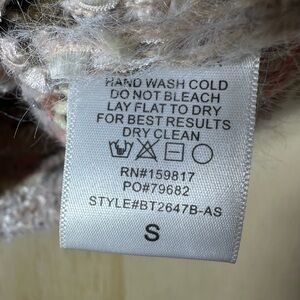 HAND WASH COLD
DO NOT BLEACH
LAY FLAT TO DRY
FOR BEST RESULTS
DRY CLEAN
RN#159817
PO#79682
STYLE#BT2647B-AS
S